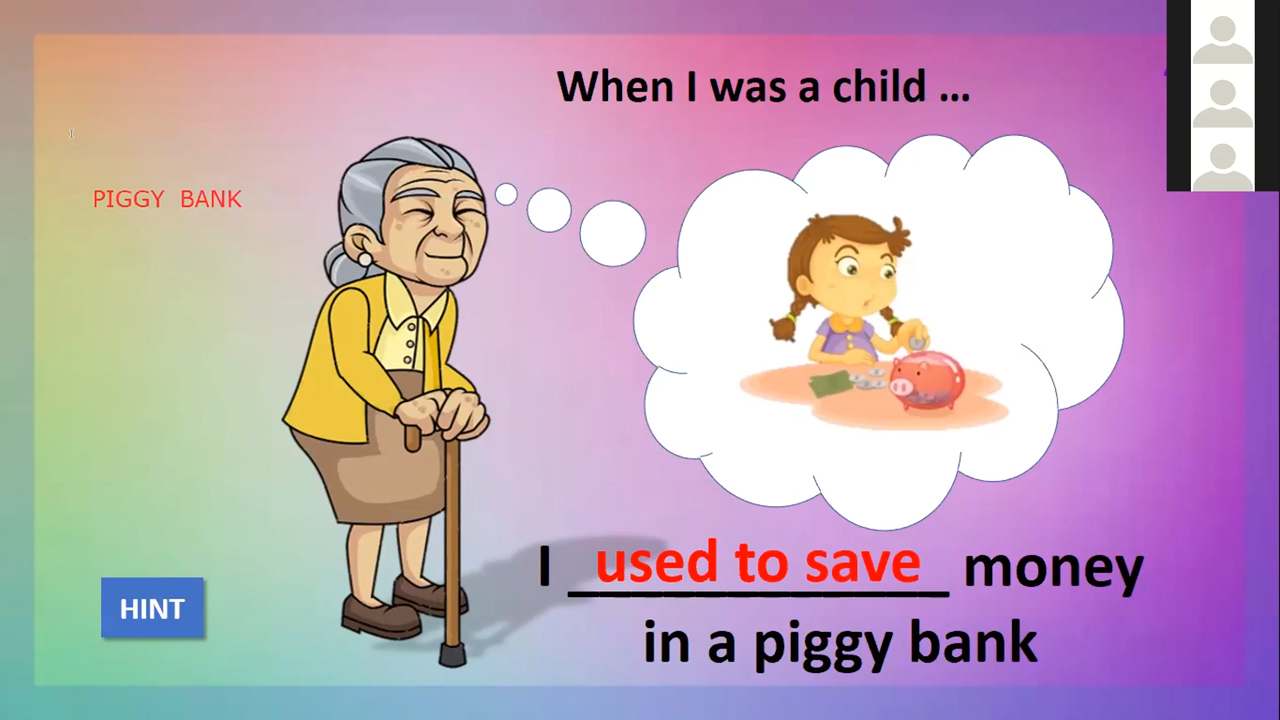 When I was a child ...
PIGGY BANK
I used to save money
in a piggy bank
HINT